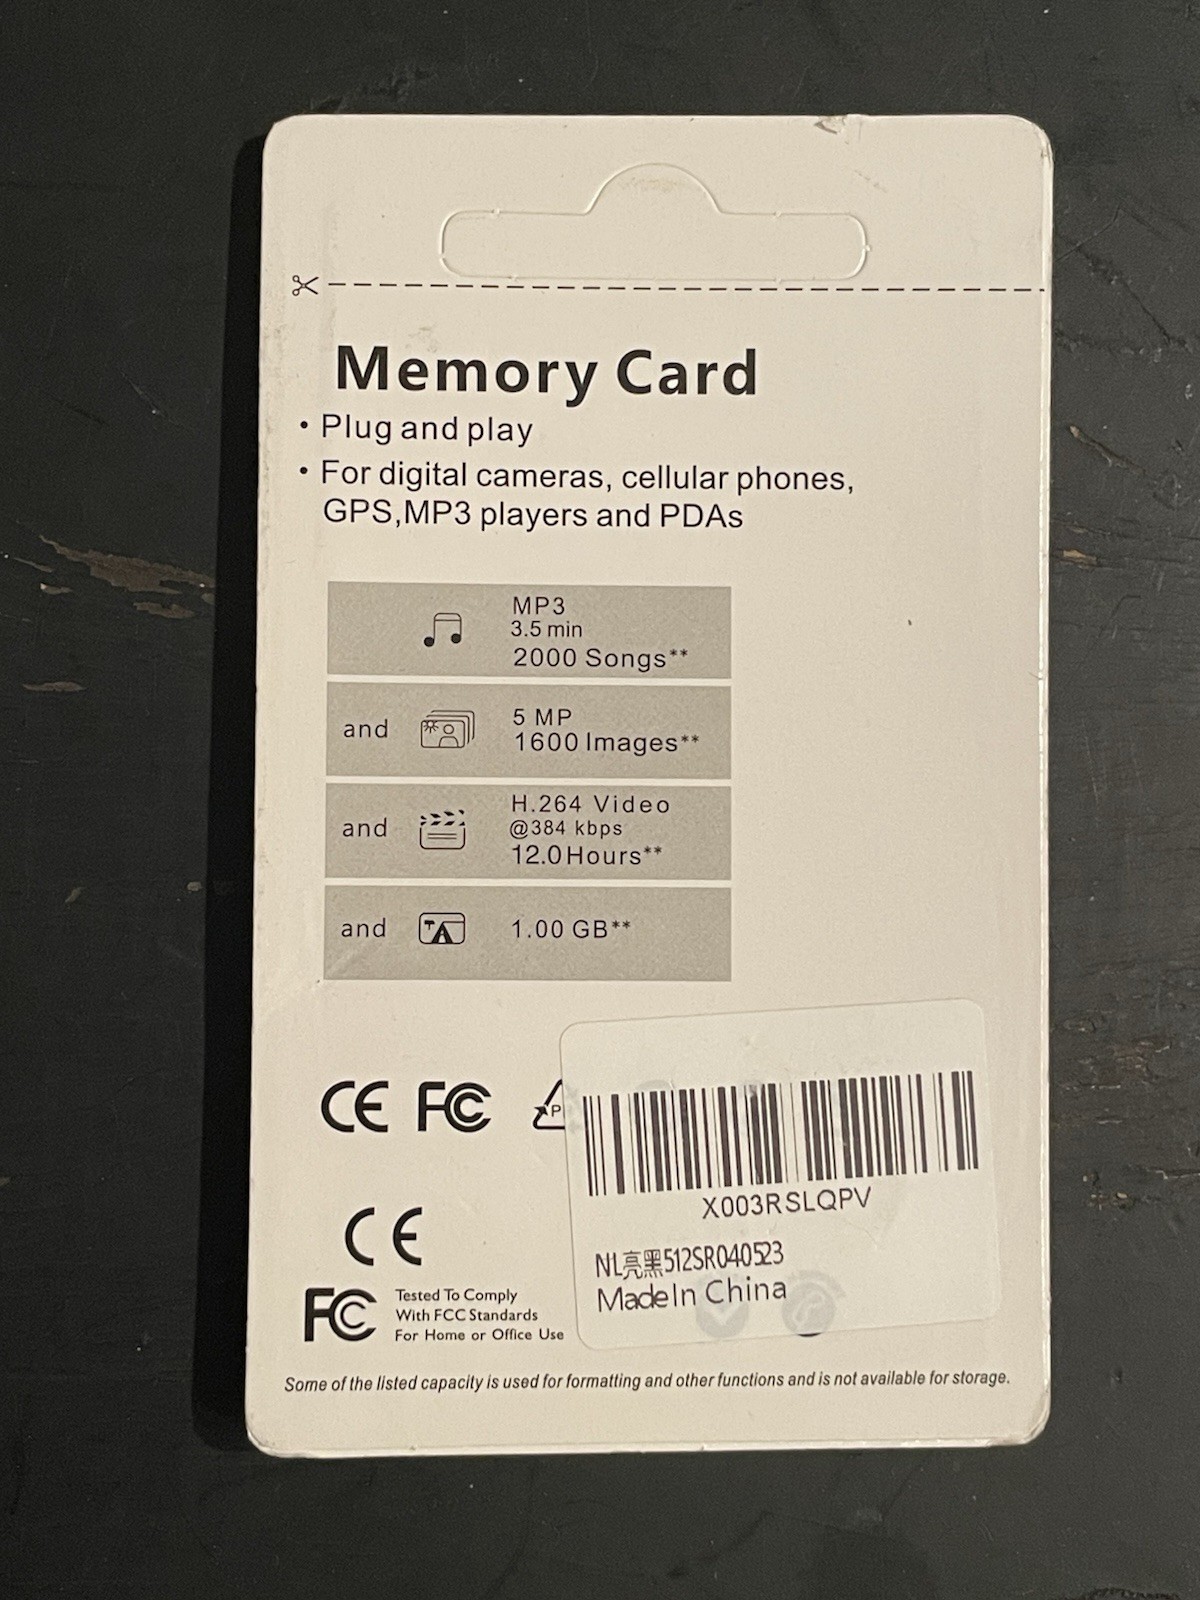 Memory Card
• Plug and play
• For digital cameras, cellular phones,
GPS,MP3 players and PDAs
MP3
3.5 min
2000 Songs**
and
5 MP
1600 Images**
and
H.264 Video
@384 kbps
12.0Hours**
and
1.00 GB**
CE FC P
X003RSLQPV
NL亮黑512SR040523
MadeIn China
CE
FC
Tested To Comply
With FCC Standards
For Home or Office Use
Some of the listed capacity is used for formatting and other functions and is not available for storage.